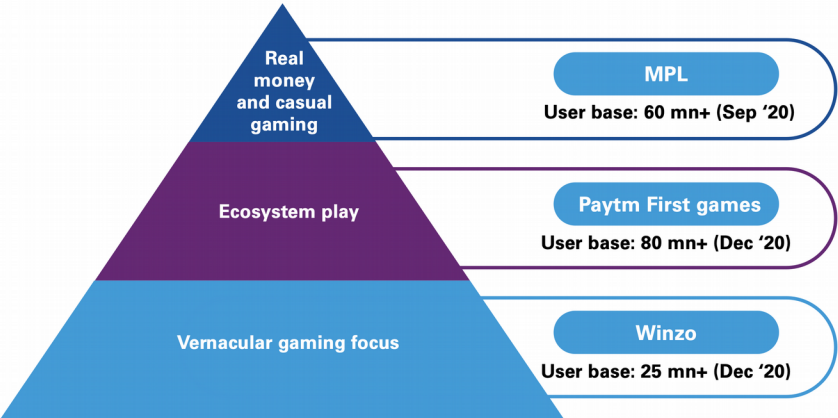 Real
money
and casual
gaming
MPL
User base: 60 mn+ (Sep ‘20)
Ecosystem play
Paytm First games
User base: 80 mn+ (Dec ‘20)
Vernacular gaming focus
Winzo
User base: 25 mn+ (Dec ‘20)